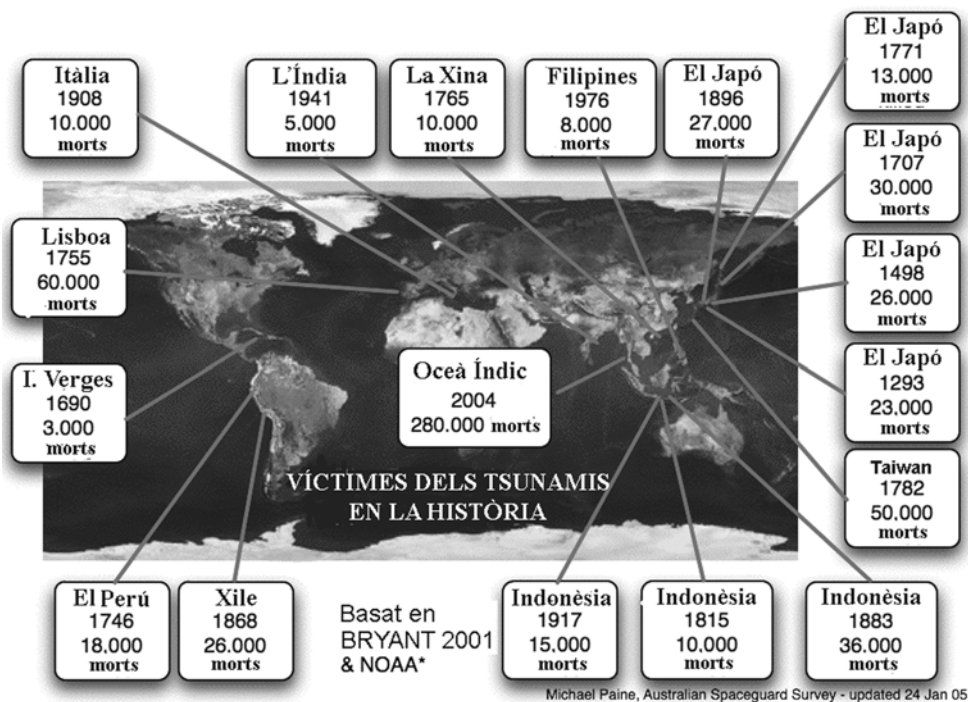 Itàlia
1908
10.000
morts
L'Índia
1941
5,000
morts
La Xina
1765
10.000
morts
Filipines
1976
8.000
morts
El Japó
1896
27,000
morts
El Japó
1771
13.000
morts
El Japó
1707
30.000
morts
Lisboa
1755
60.000
morts
El Japó
1498
26.000
morts
I. Verges
1690
3.000
morts
Oceà Índic
2004
280.000 morts
El Japó
1293
23,000
morts
VÍCTIMES DELS TSUNAMIS
EN LA HISTÒRIA
Taiwan
1782
50,000
morts
El Perú
1746
18.000
morts
Xile
1868
26.000
morts
Basat en
BRYANT 2001
& NOAA*
Indonèsia
1917
15.000
morts
Indonèsia
1815
10,000
morts
Indonèsia
1883
36.000
morts
Michael Paine, Australian Spaceguard Survey - updated 24 Jan 05